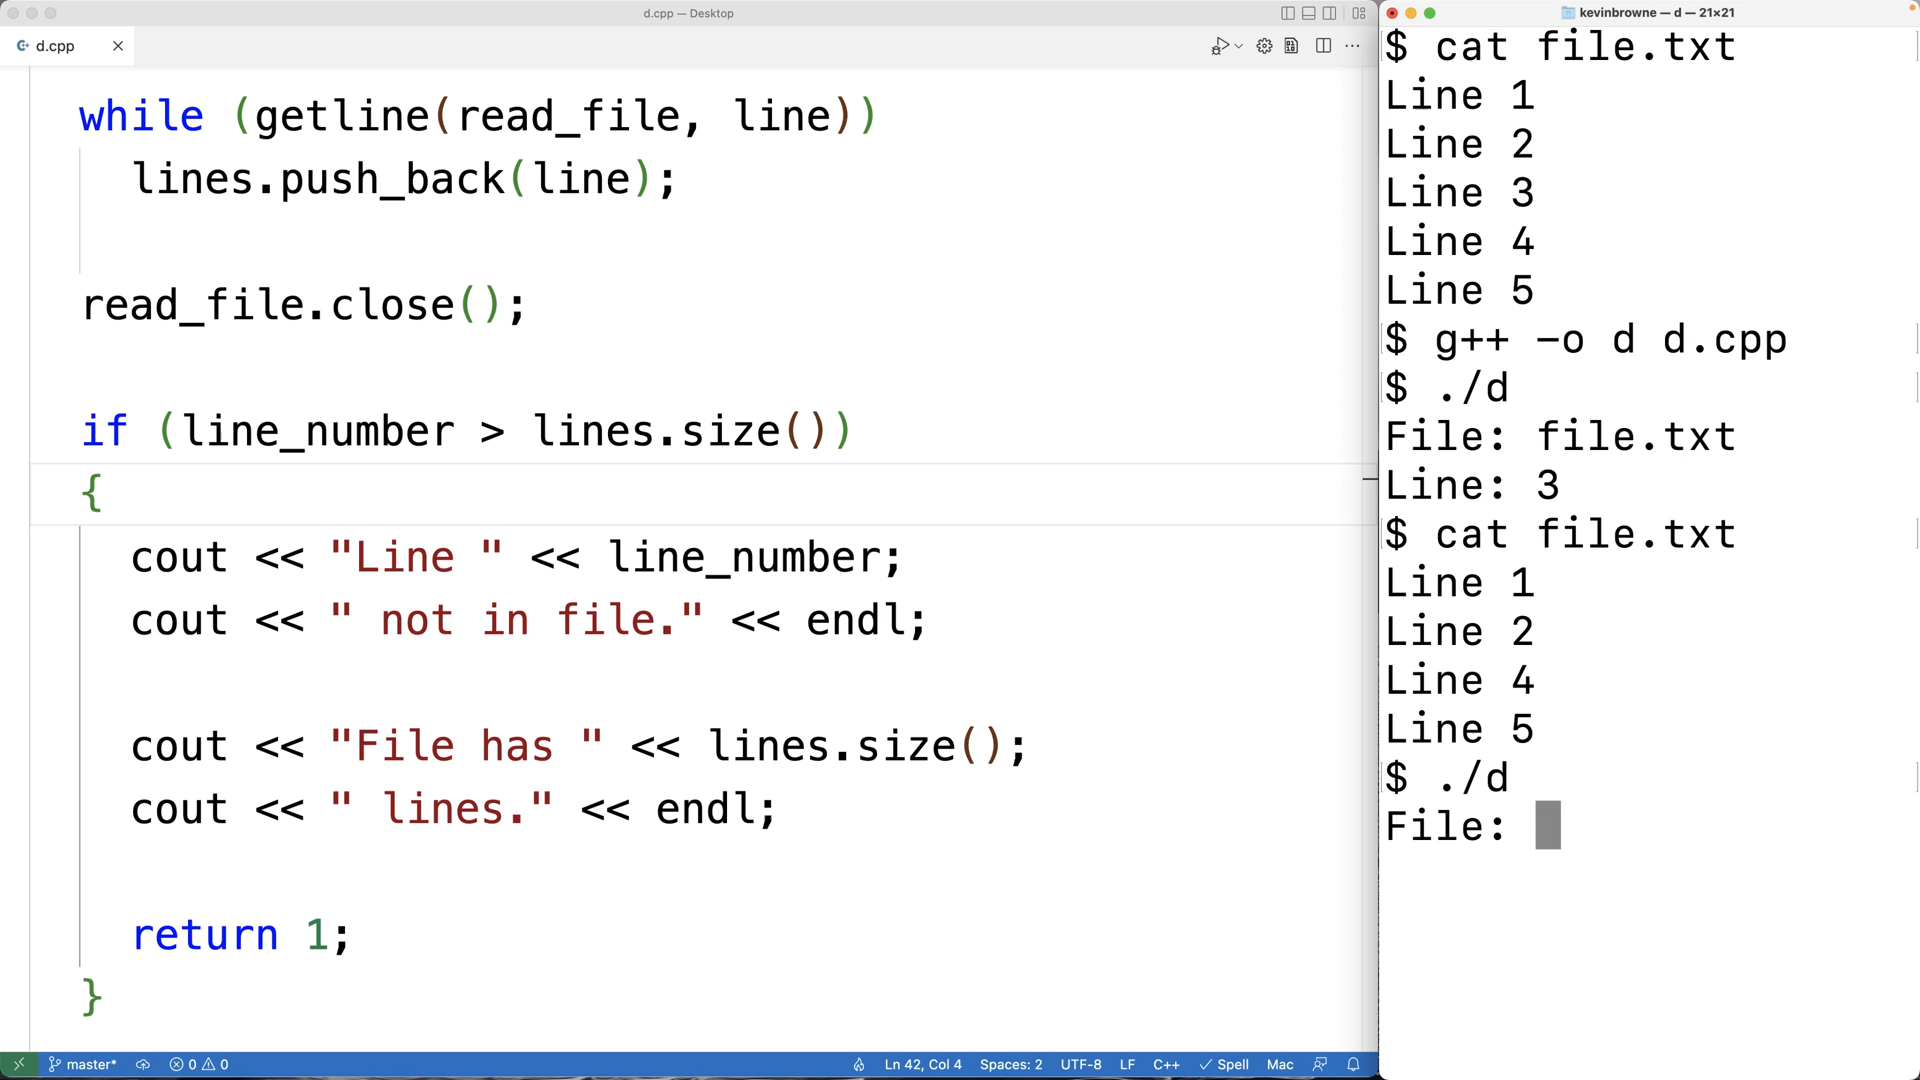 d.cpp — Desktop
d.cpp
while (getline(read_file, line))
lines.push_back(line);
read_file.close();
if (line_number > lines.size())
{
cout << "Line " << line_number;
cout << " not in file." << endl;
cout << "File has " << lines.size();
cout << " lines." << endl;
return 1;
}
master* 0 0 Ln 42, Col 4 Spaces: 2 UTF-8 LF C++ Spell Mac
kevinbrowne — d — 21×21
$ cat file.txt
Line 1
Line 2
Line 3
Line 4
Line 5
$ g++ -o d d.cpp
$ ./d
File: file.txt
Line: 3
$ cat file.txt
Line 1
Line 2
Line 4
Line 5
$ ./d
File: